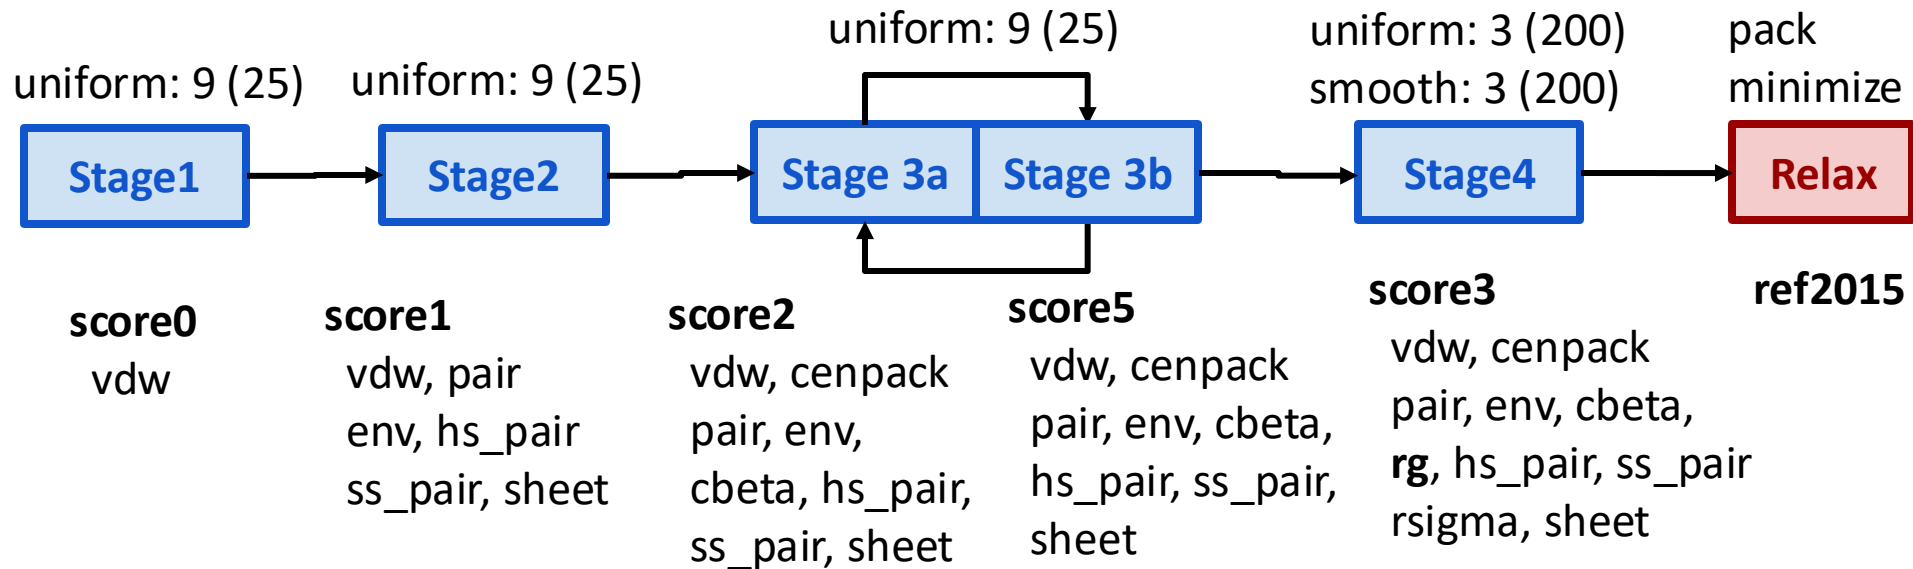 uniform: 9 (25)
uniform: 9 (25)
uniform: 9 (25)
uniform: 3 (200)
smooth: 3 (200)
pack
minimize
Stage1
Stage2
Stage 3a
Stage 3b
Stage4
Relax
score0
vdw
score1
vdw, pair
env, hs_pair
ss_pair, sheet
score2
vdw, cenpack
pair, env,
cbeta, hs_pair,
ss_pair, sheet
score5
vdw, cenpack
pair, env, cbeta,
hs_pair, ss_pair,
sheet
score3
vdw, cenpack
pair, env, cbeta,
rg, hs_pair, ss_pair
rsigma, sheet
ref2015